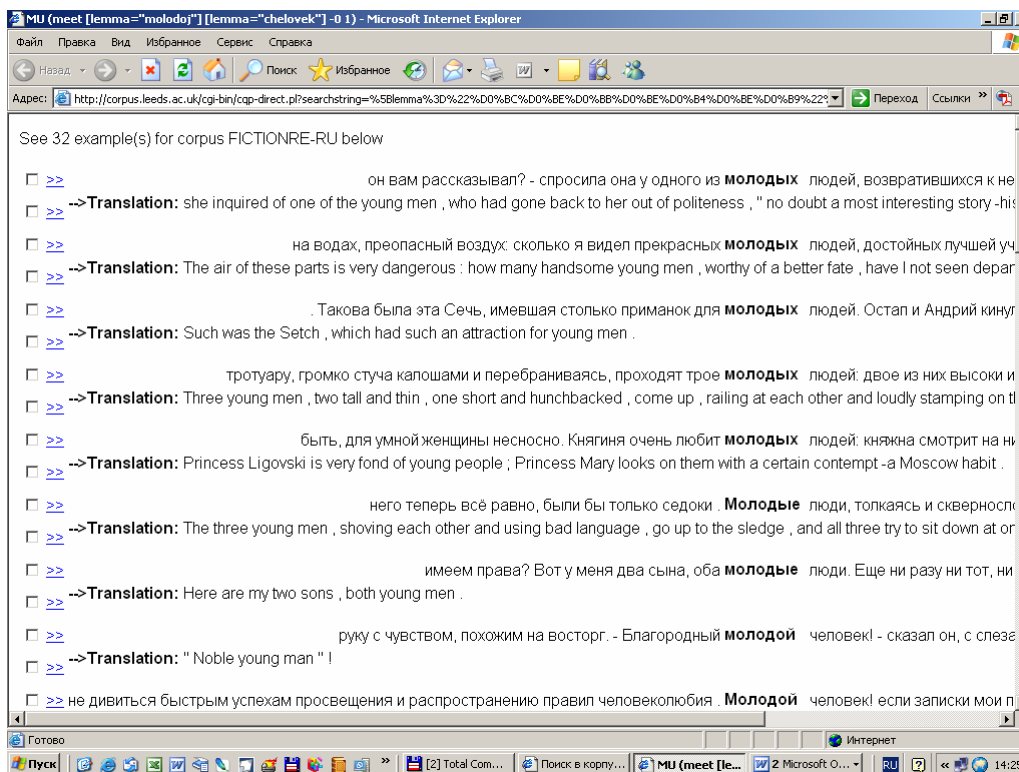 MU (meet [lemma="molodoj"] [lemma="chelovek"] -0 1) - Microsoft Internet Explorer
Файл Правка Вид Избранное Сервис Справка
Назад Поиск Избранное
Адрес: http://corpus.leeds.ac.uk/cgi-bin/cqp-direct.pl?searchstring=%5Blemma%3D%22%D0%BC%D0%BE%D0%BB%D0%BE%D0%B4%D0%BE%D0%B9%22% Переход Ссылки »
See 32 example(s) for corpus FICTIONRE-RU below
>> он вам рассказывал? - спросила она у одного из молодых людей, возвратившихся к не
>> -->Translation: she inquired of one of the young men , who had gone back to her out of politeness , " no doubt a most interesting story -his
>> на водах, преопасный воздух: сколько я видел прекрасных молодых людей, достойных лучшей уч
>> -->Translation: The air of these parts is very dangerous : how many handsome young men , worthy of a better fate , have I not seen depar
>> . Такова была эта Сечь, имевшая столько приманок для молодых людей. Остап и Андрий кинул
>> -->Translation: Such was the Setch , which had such an attraction for young men .
>> тротуару, громко стуча калошами и перебраниваясь, проходят трое молодых людей: двое из них высоки и
>> -->Translation: Three young men , two tall and thin , one short and hunchbacked , come up , railing at each other and loudly stamping on t
>> быть, для умной женщины несносно. Княгиня очень любит молодых людей: княжна смотрит на ни
>> -->Translation: Princess Ligovski is very fond of young people ; Princess Mary looks on them with a certain contempt -a Moscow habit .
>> него теперь всё равно, были бы только седоки . Молодые люди, толкаясь и скверносло
>> -->Translation: The three young men , shoving each other and using bad language , go up to the sledge , and all three try to sit down at on
>> имеем права? Вот у меня два сына, оба молодые люди. Еще ни разу ни тот, ни
>> -->Translation: Here are my two sons , both young men .
>> руку с чувством, похожим на восторг. - Благородный молодой человек! - сказал он, с слеза
>> -->Translation: " Noble young man " !
>> не дивиться быстрым успехам просвещения и распространению правил человеколюбия . Молодой человек! если записки мои п
Готово Интернет
Пуск » [2] Total Com... Поиск в корпу... MU (meet [le... 2 Microsoft O... RU « 14:25